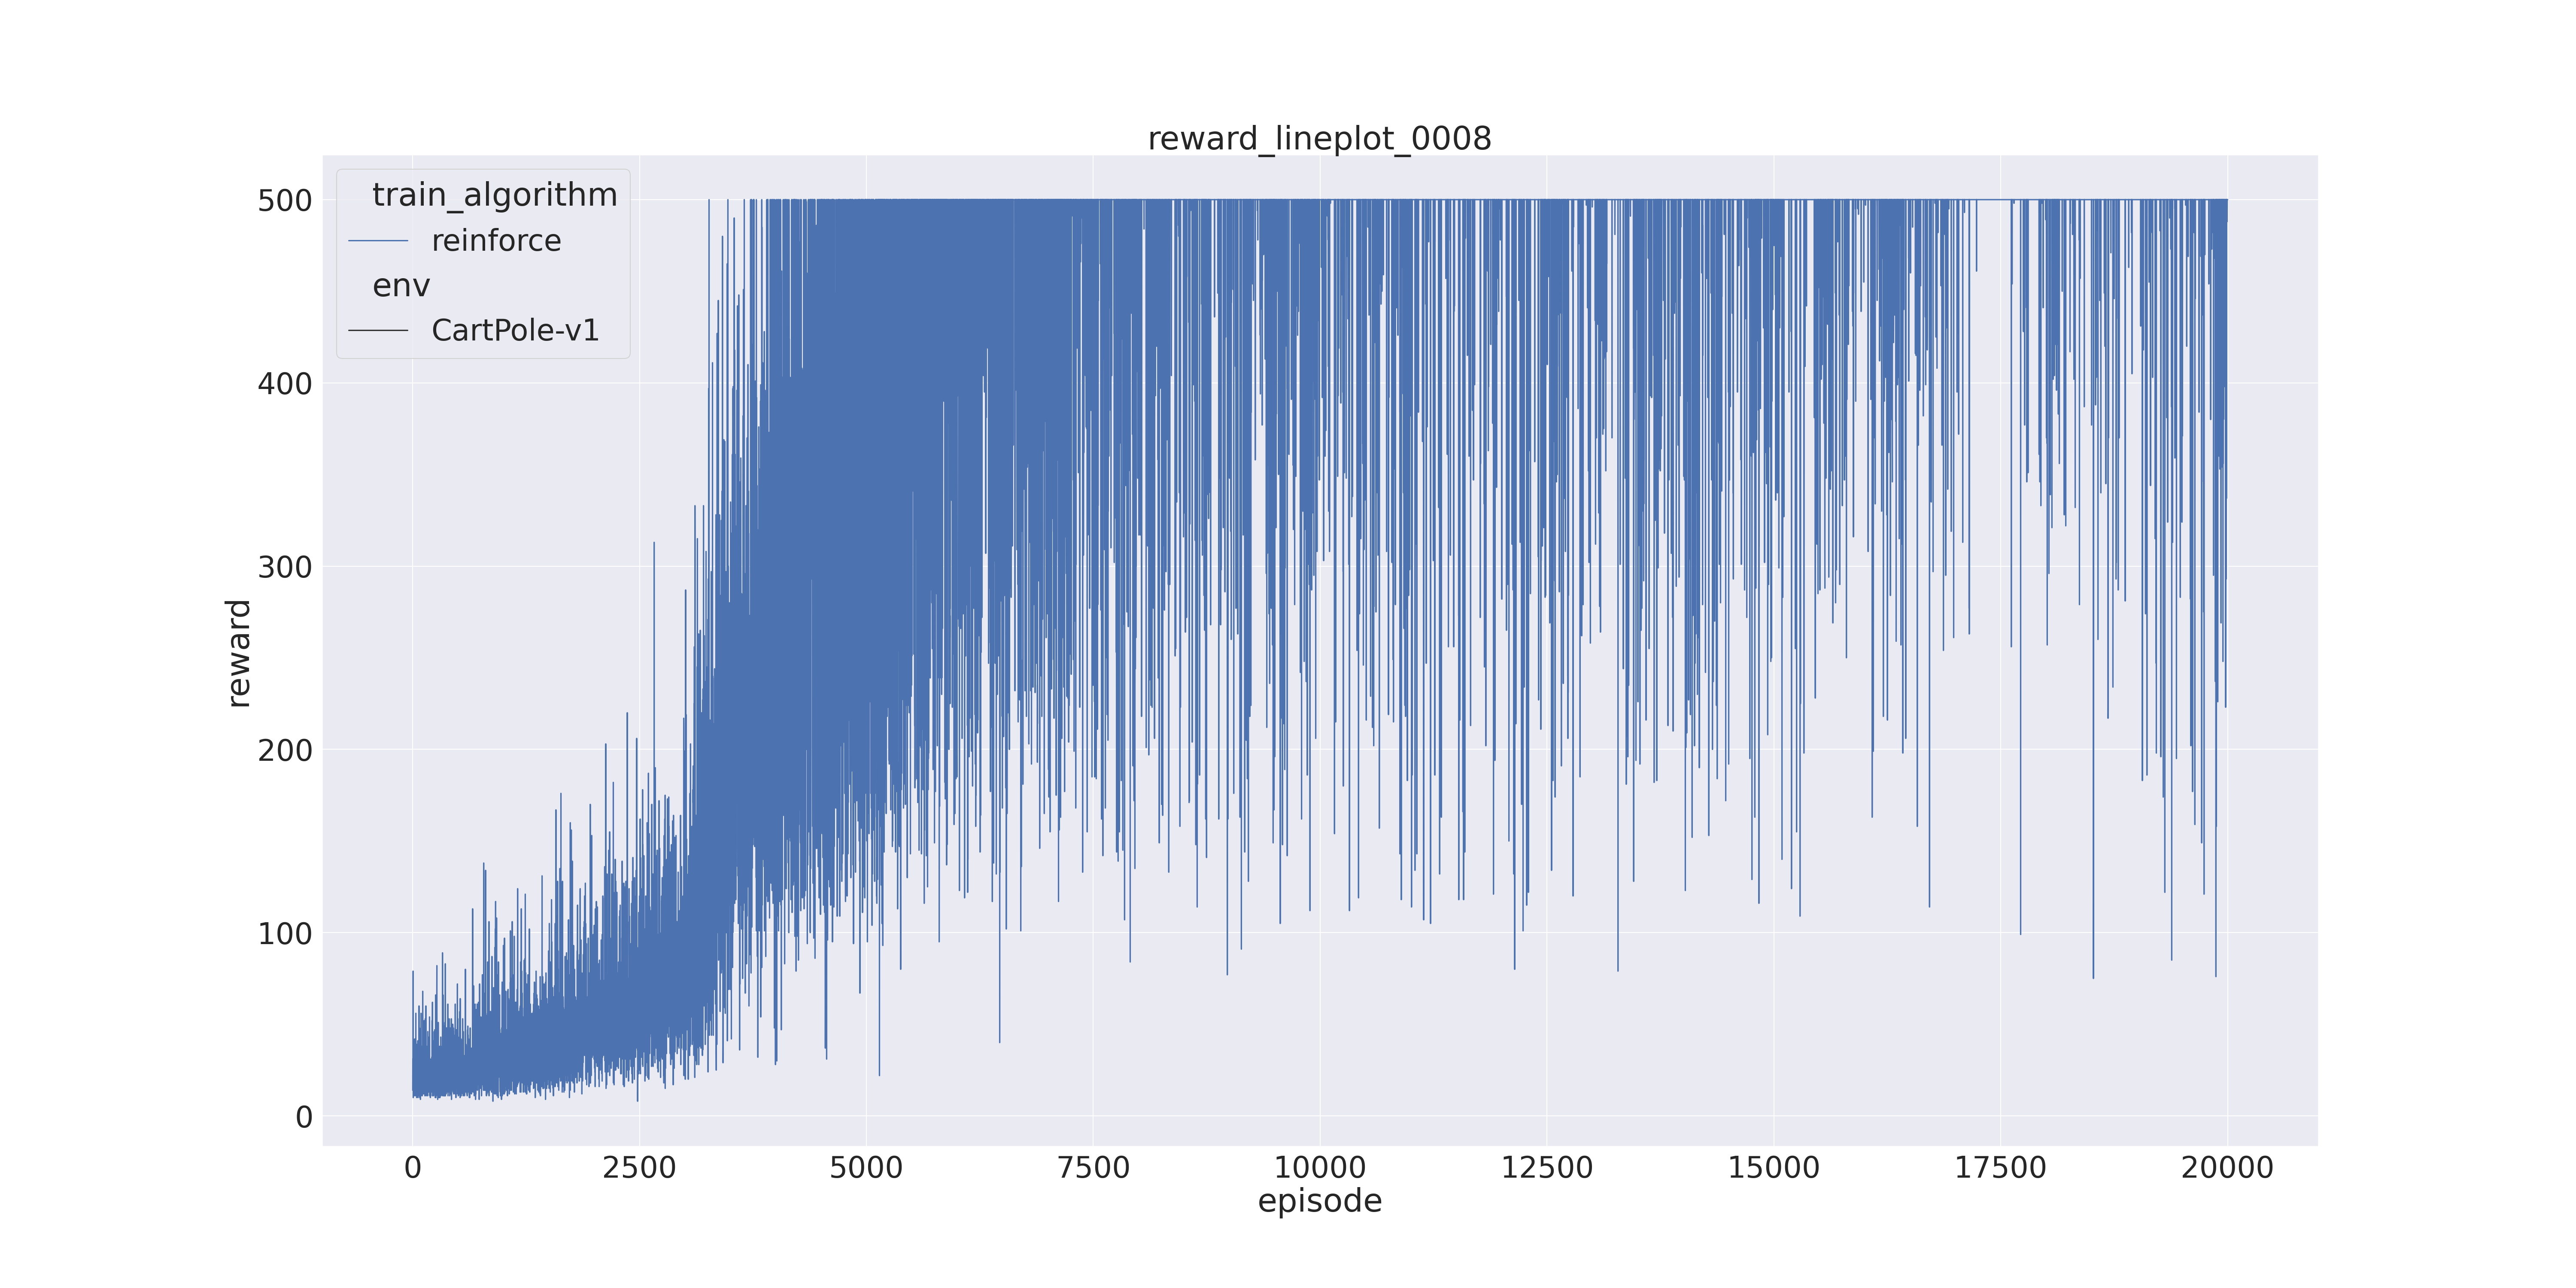 reward_lineplot_0008
train_algorithm
reinforce
env
CartPole-v1
500
400
300
200
100
0
reward
0 2500 5000 7500 10000 12500 15000 17500 20000
episode